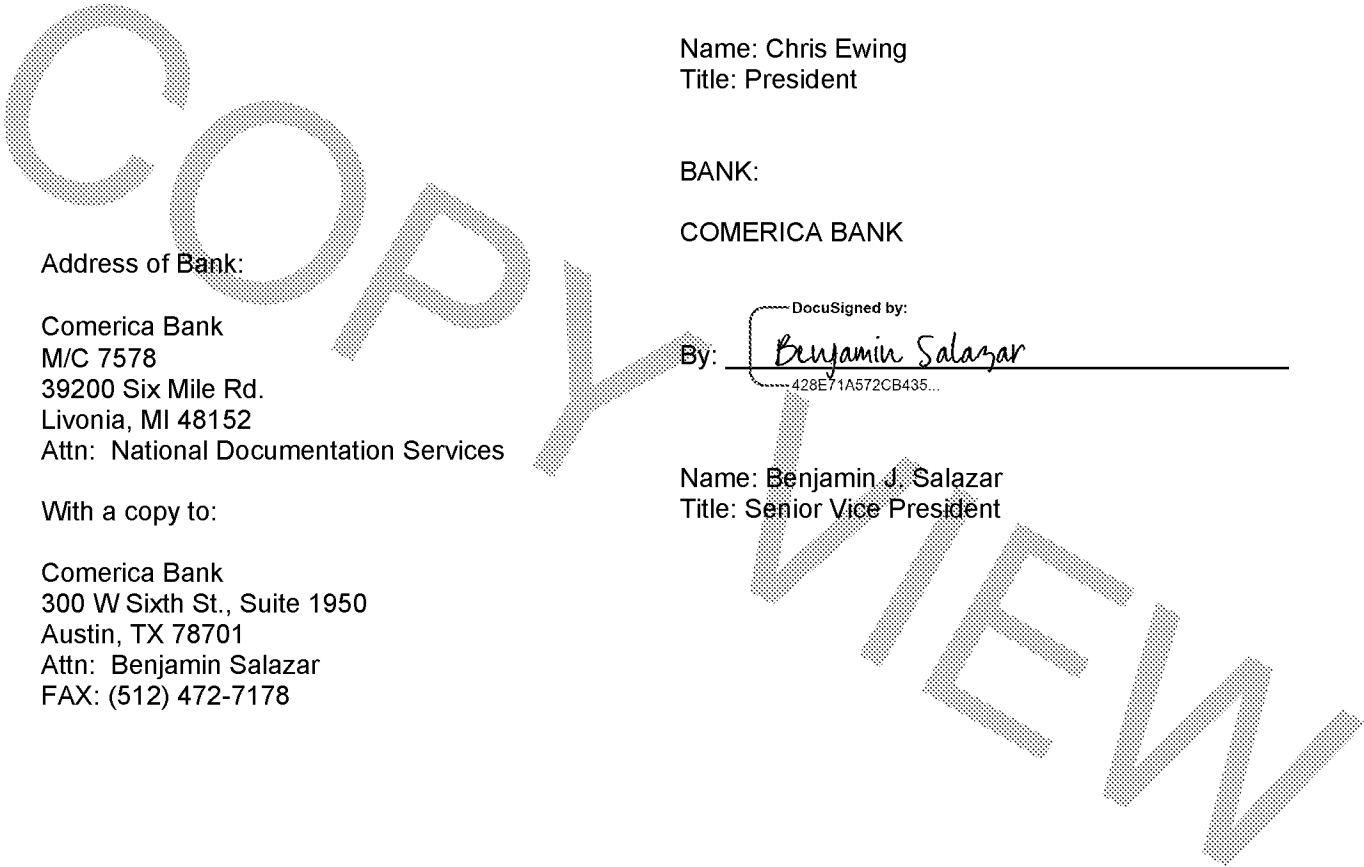 Name: Chris Ewing
Title: President
BANK:
COMERICA BANK
Address of Bank:
Comerica Bank
M/C 7578
39200 Six Mile Rd.
Livonia, MI 48152
Attn: National Documentation Services
With a copy to:
Comerica Bank
300 W Sixth St., Suite 1950
Austin, TX 78701
Attn: Benjamin Salazar
FAX: (512) 472-7178
DocuSigned by:
By: Benjamin Salazar
428E71A572CB435...
Name: Benjamin J. Salazar
Title: Senior Vice President
COPY VIEW